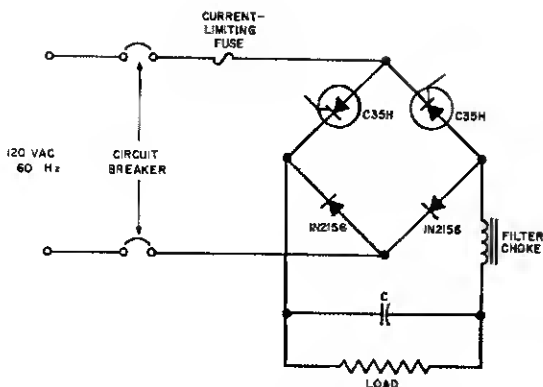 CURRENT-
LIMITING
FUSE
C35H
C35H
120 VAC
60 Hz
CIRCUIT
BREAKER
IN2156
IN2156
FILTER
CHOKE
C
LOAD